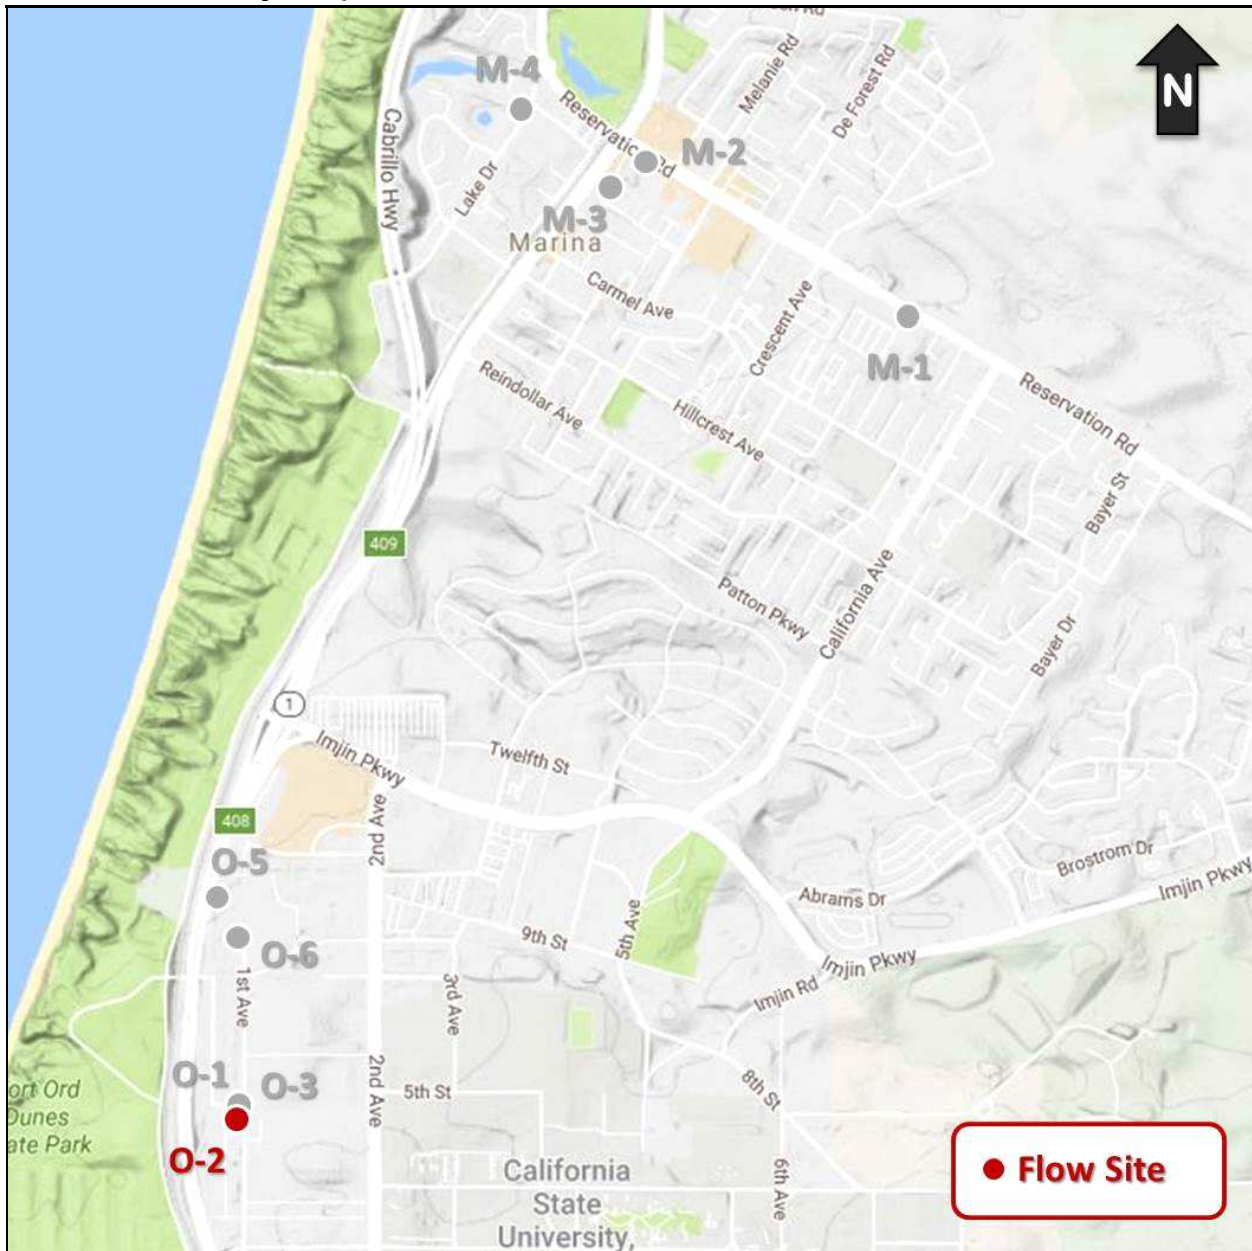 N
M-4
Reservation Rd
Melanie Rd
De Forest Rd
Cabrillo Hwy
M-2
Lake Dr
M-3
Marina
Carmel Ave
Crescent Ave
M-1
Reservation Rd
Reindollar Ave
Hillcrest Ave
Bayer St
409
California Ave
Patton Pkwy
Bayer Dr
1
Imjin Pkwy
Twelfth St
2nd Ave
408
Brostrom Dr
Imjin Pkwy
O-5
Abrams Dr
9th St
5th Ave
O-6
Imjin Pkwy
1st Ave
3rd Ave
Imjin Rd
O-1
O-3
2nd Ave
5th St
8th St
ort Ord
Dunes
ate Park
O-2
California
State
University,
6th Ave
Flow Site